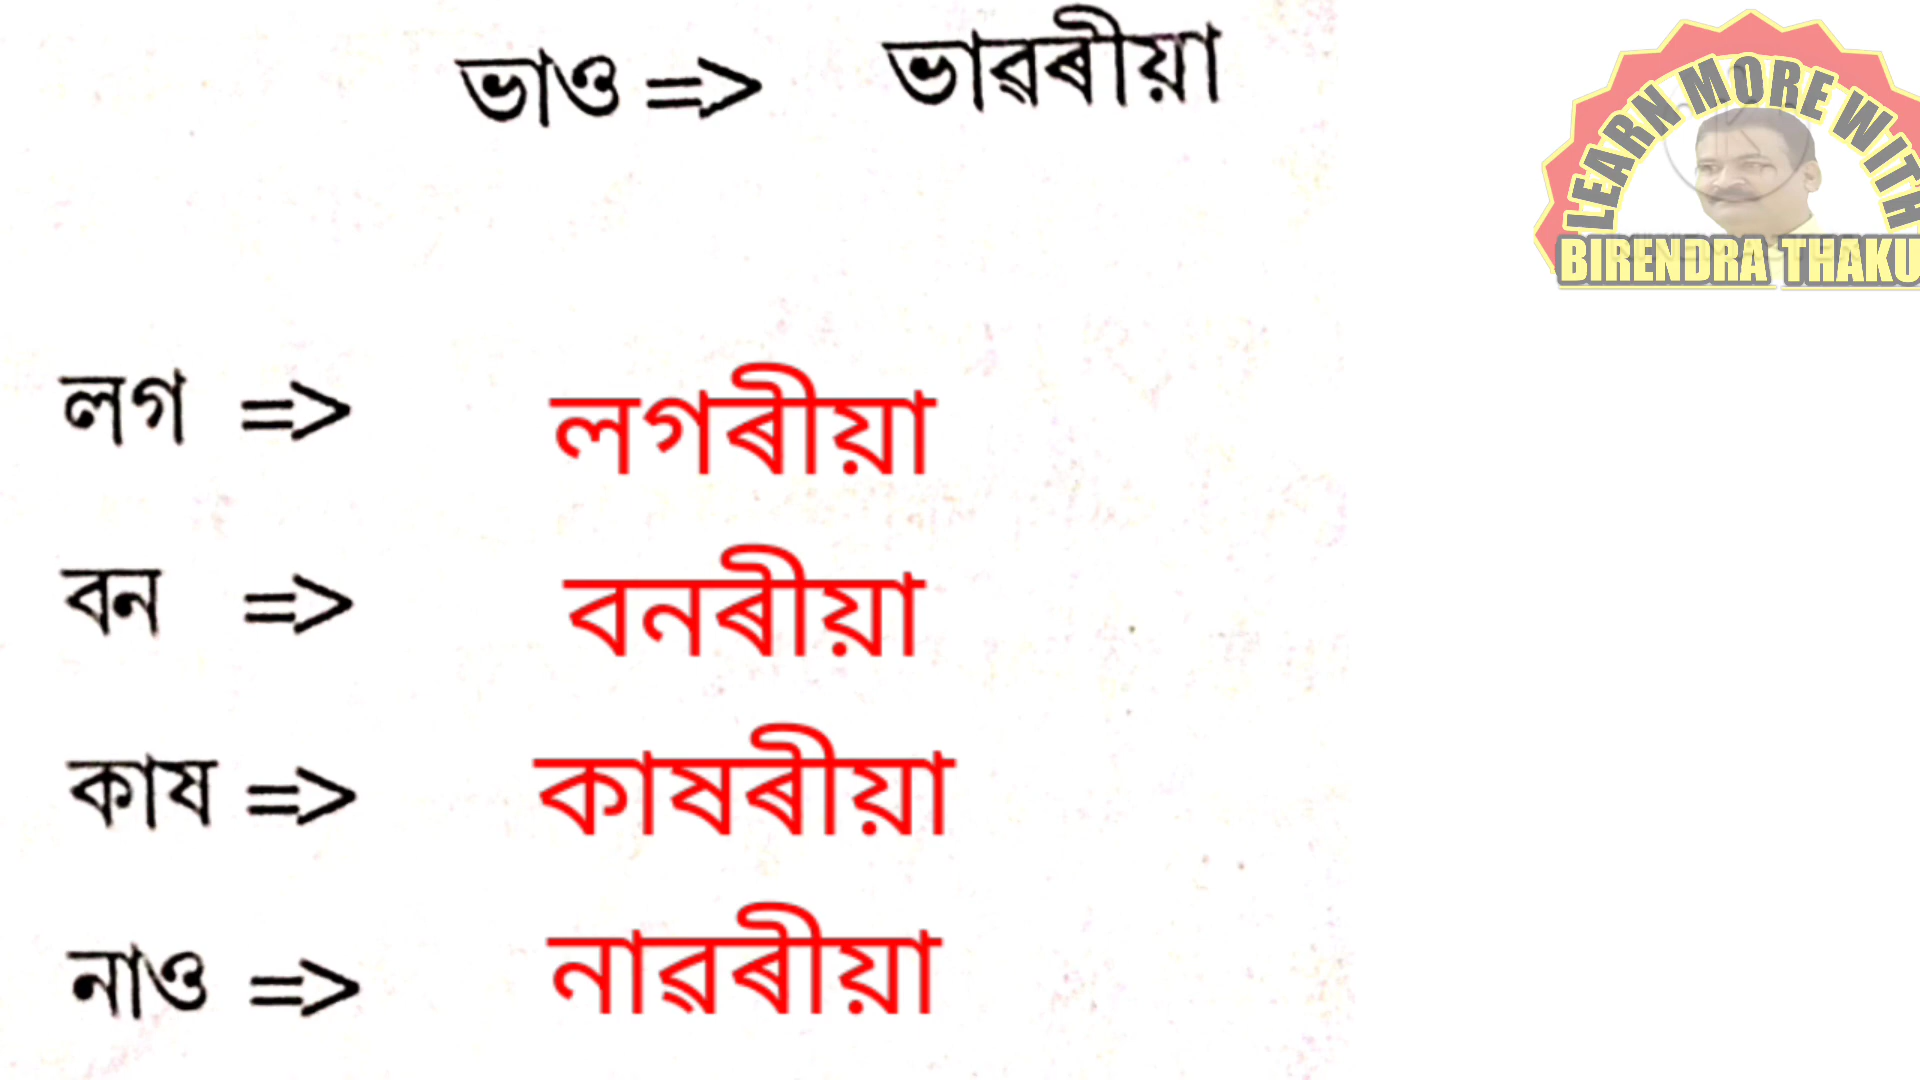 ভাও => ভাৱৰীয়া
LEARN MORE WITH
BIRENDRA THAKU
লগ => লগৰীয়া
বন => বনৰীয়া
কাষ => কাষৰীয়া
নাও => নাৱৰীয়া